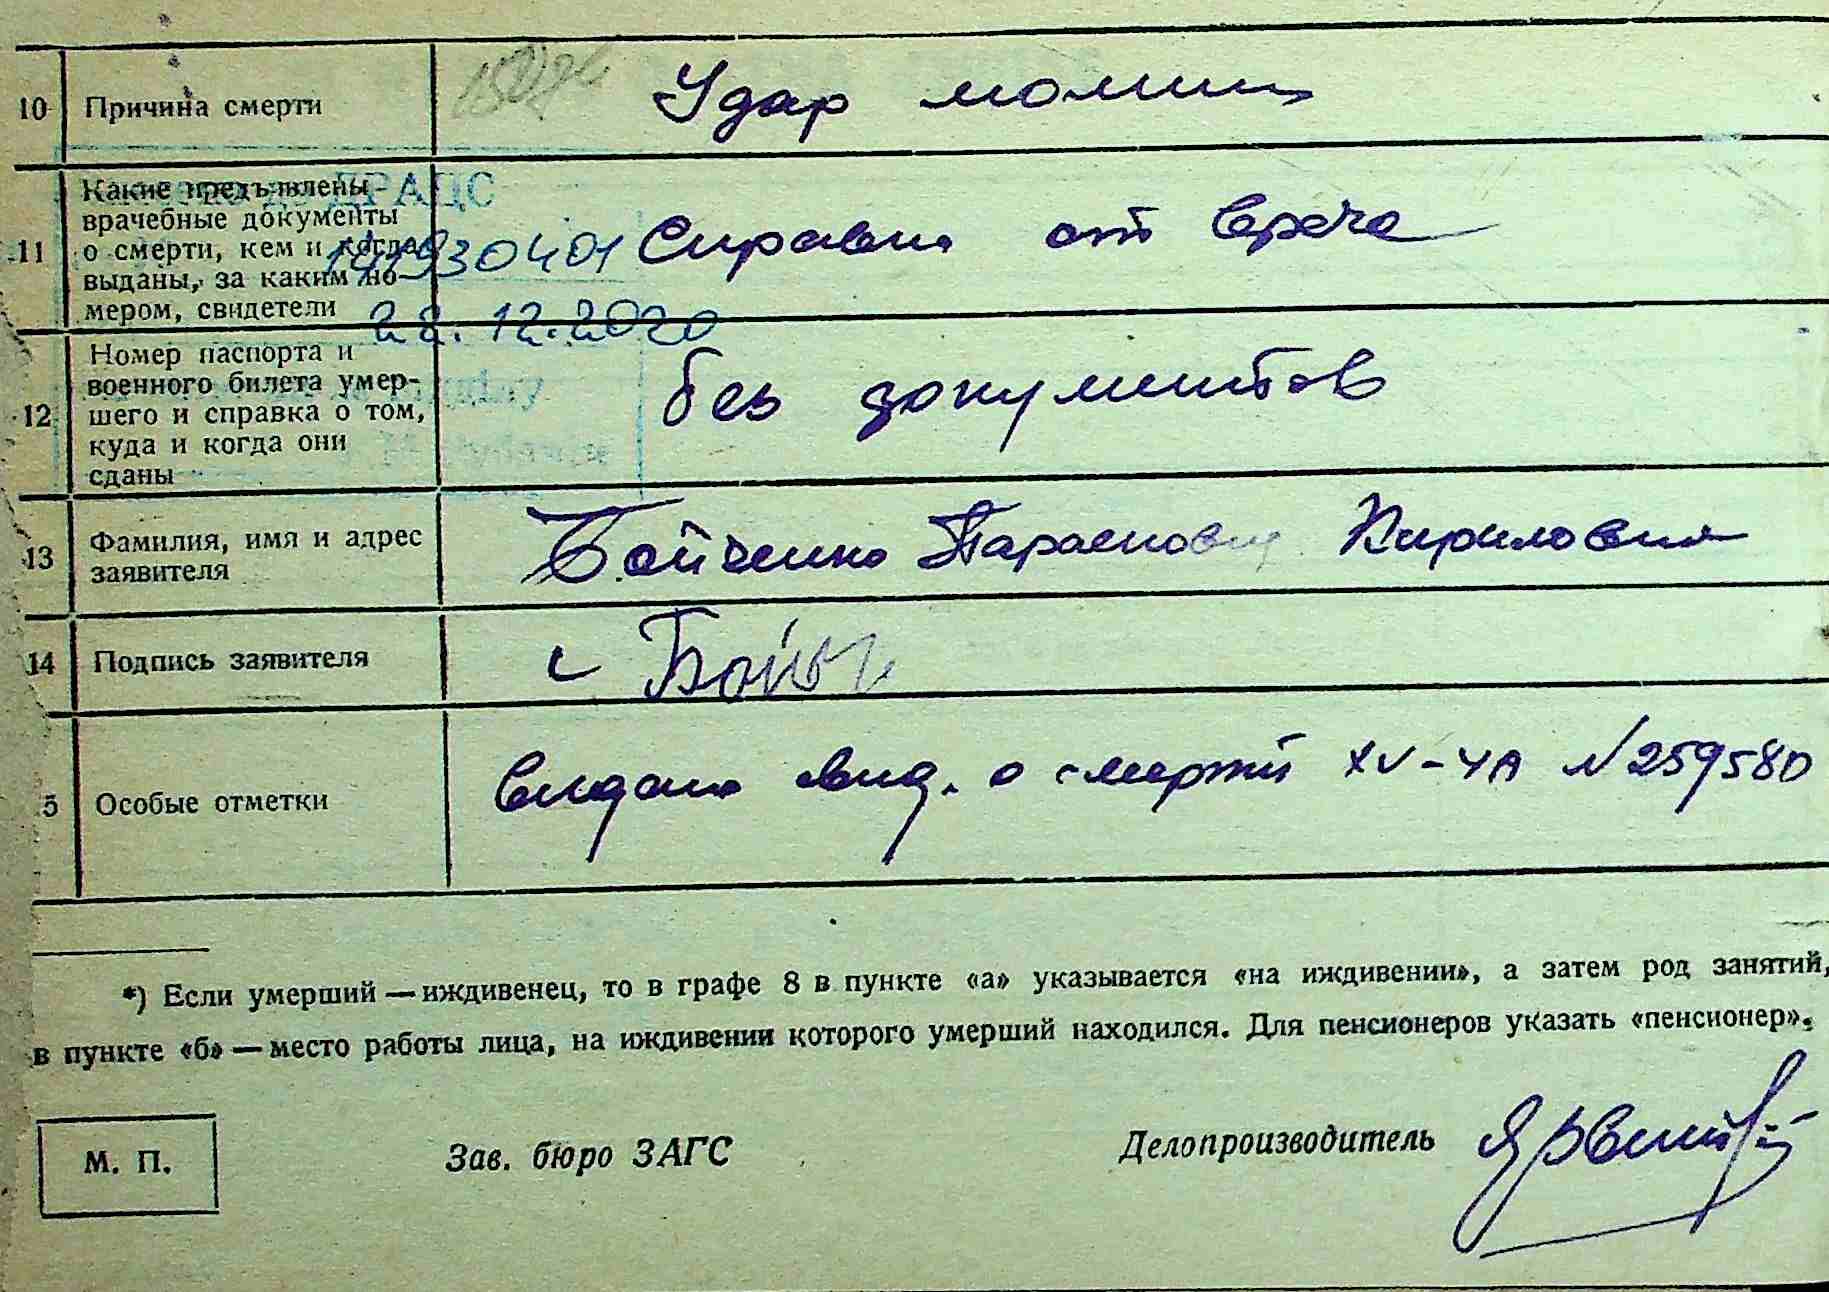 10 Причина смерти Удар молнии
ДРАЦС
Какие предъявлены
врачебные документы
11 о смерти, кем и когда Справка от врача
выданы, за каким но-
мером, свидетели
28.12.2020
Номер паспорта и
военного билета умер-
12 шего и справка о том, без документов
куда и когда они
сданы
13 Фамилия, имя и адрес Бойченко Кириловна
заявителя
14 Подпись заявителя
5 Особые отметки Выдано свид. о смерти XV-ЧА №259580
*) Если умерший — иждивенец, то в графе 8 в пункте «а» указывается «на иждивении», а затем род занятий,
в пункте «б» — место работы лица, на иждивении которого умерший находился. Для пенсионеров указать «пенсионер».
М. П. Зав. бюро ЗАГС Делопроизводитель